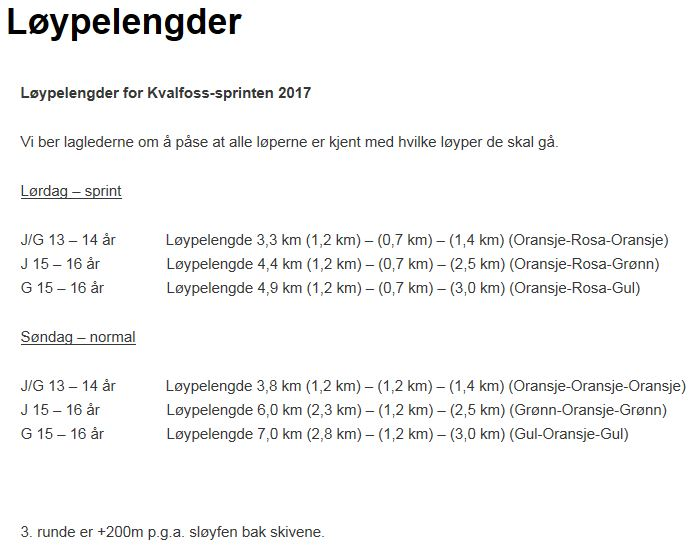 Løypelengder
Løypelengder for Kvalfoss-sprinten 2017
Vi ber laglederne om å påse at alle løperne er kjent med hvilke løyper de skal gå.
Lørdag – sprint
J/G 13 – 14 år Løypelengde 3,3 km (1,2 km) – (0,7 km) – (1,4 km) (Oransje-Rosa-Oransje)
J 15 – 16 år Løypelengde 4,4 km (1,2 km) – (0,7 km) – (2,5 km) (Oransje-Rosa-Grønn)
G 15 – 16 år Løypelengde 4,9 km (1,2 km) – (0,7 km) – (3,0 km) (Oransje-Rosa-Gul)
Søndag – normal
J/G 13 – 14 år Løypelengde 3,8 km (1,2 km) – (1,2 km) – (1,4 km) (Oransje-Oransje-Oransje)
J 15 – 16 år Løypelengde 6,0 km (2,3 km) – (1,2 km) – (2,5 km) (Grønn-Oransje-Grønn)
G 15 – 16 år Løypelengde 7,0 km (2,8 km) – (1,2 km) – (3,0 km) (Gul-Oransje-Gul)
3. runde er +200m p.g.a. sløyfen bak skivene.